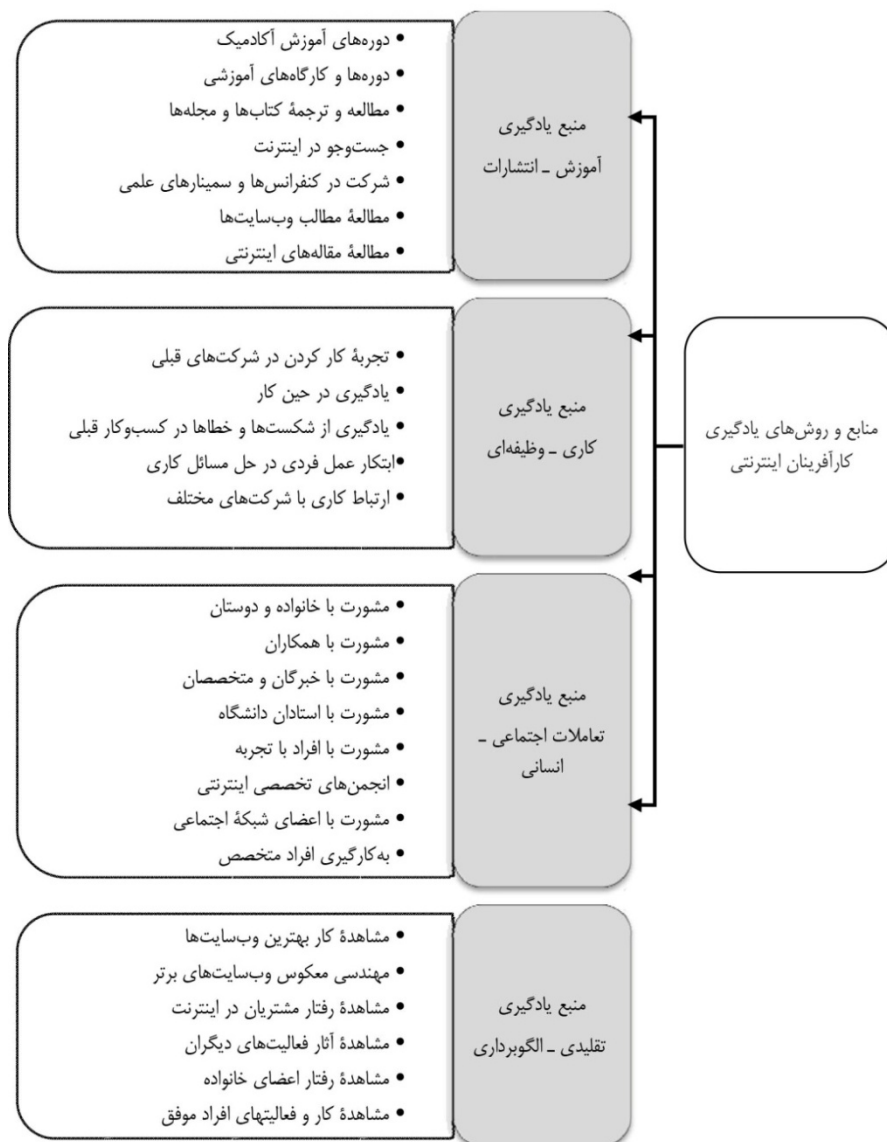 منابع و روش‌های یادگیری
کارآفرینان اینترنتی
منبع یادگیری
آموزش ـ انتشارات
• دوره‌های آموزش آکادمیک
• دوره‌ها و کارگاه‌های آموزشی
• مطالعه و ترجمهٔ کتاب‌ها و مجله‌ها
• جست‌وجو در اینترنت
• شرکت در کنفرانس‌ها و سمینارهای علمی
• مطالعهٔ مطالب وب‌سایت‌ها
• مطالعهٔ مقاله‌های اینترنتی
منبع یادگیری
کاری ـ وظیفه‌ای
• تجربهٔ کار کردن در شرکت‌های قبلی
• یادگیری در حین کار
• یادگیری از شکست‌ها و خطاها در کسب‌وکار قبلی
•ابتکار عمل فردی در حل مسائل کاری
• ارتباط کاری با شرکت‌های مختلف
منبع یادگیری
تعاملات اجتماعی ـ
انسانی
• مشورت با خانواده و دوستان
• مشورت با همکاران
• مشورت با خبرگان و متخصصان
• مشورت با استادان دانشگاه
• مشورت با افراد با تجربه
• انجمن‌های تخصصی اینترنتی
• مشورت با اعضای شبکهٔ اجتماعی
• به‌کارگیری افراد متخصص
منبع یادگیری
تقلیدی ـ الگوبرداری
• مشاهدهٔ کار بهترین وب‌سایت‌ها
• مهندسی معکوس وب‌سایت‌های برتر
• مشاهدهٔ رفتار مشتریان در اینترنت
• مشاهدهٔ آثار فعالیت‌های دیگران
• مشاهدهٔ رفتار اعضای خانواده
• مشاهدهٔ کار و فعالیتهای افراد موفق